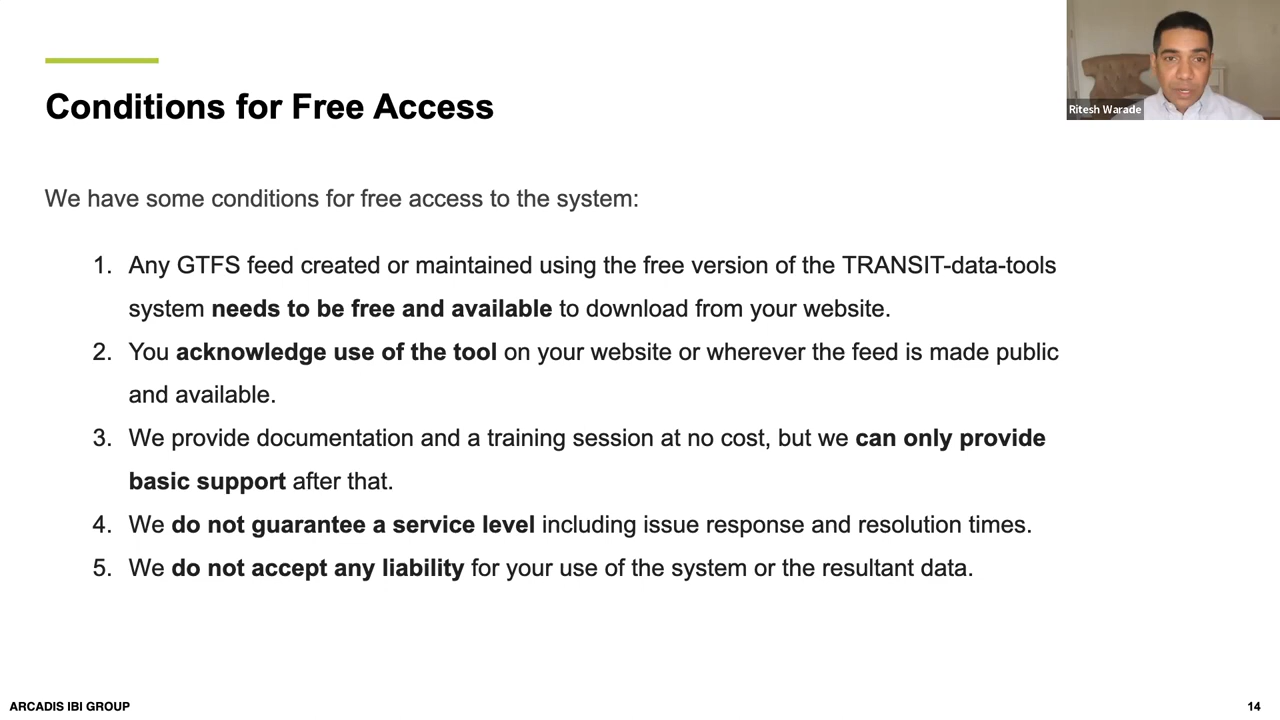 Ritesh Warade
Conditions for Free Access
We have some conditions for free access to the system:
1. Any GTFS feed created or maintained using the free version of the TRANSIT-data-tools
system needs to be free and available to download from your website.
2. You acknowledge use of the tool on your website or wherever the feed is made public
and available.
3. We provide documentation and a training session at no cost, but we can only provide
basic support after that.
4. We do not guarantee a service level including issue response and resolution times.
5. We do not accept any liability for your use of the system or the resultant data.
ARCADIS IBI GROUP
14